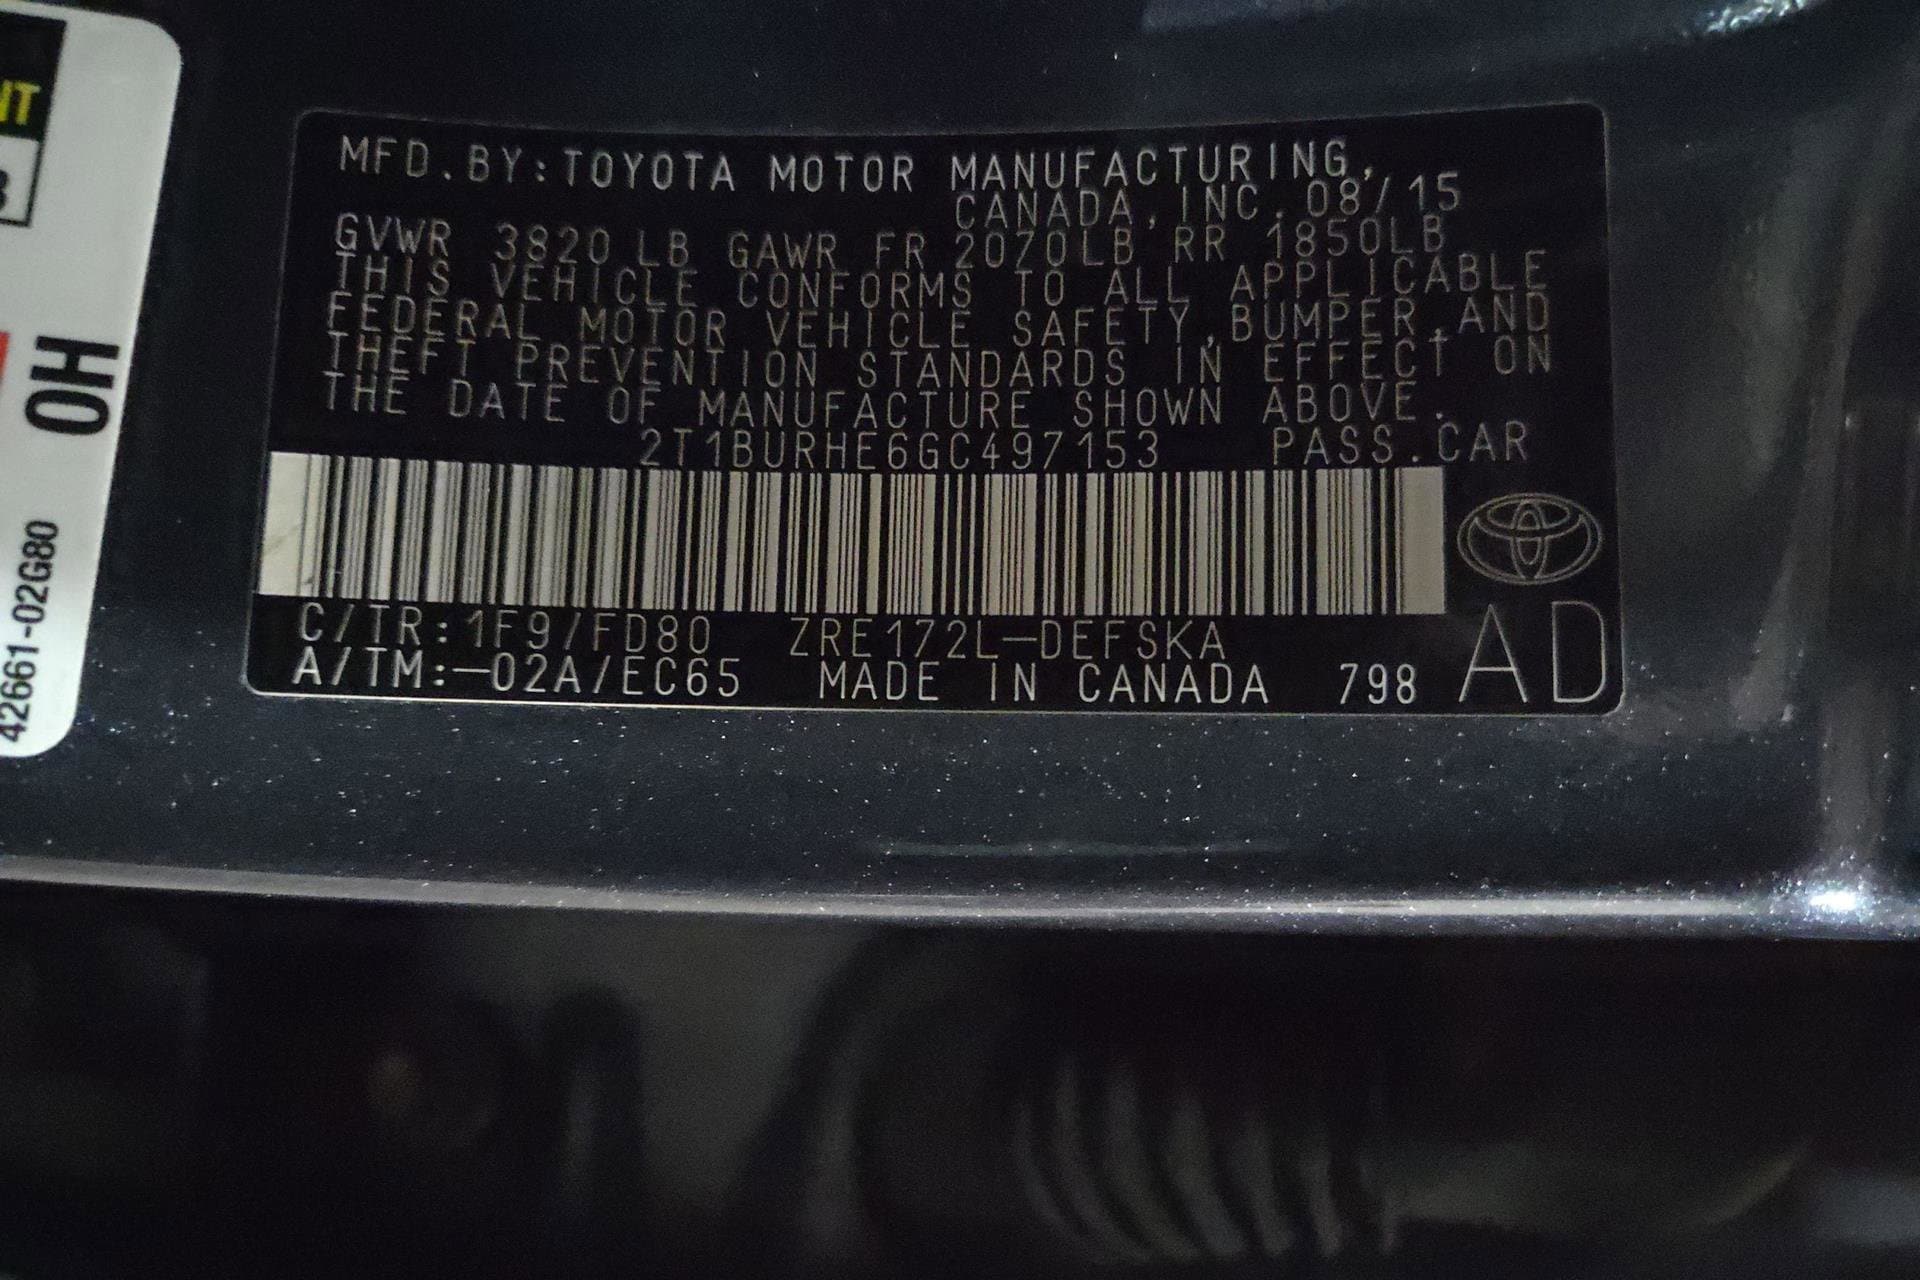 NT
3
OH
42661-02G80
MFD.BY:TOYOTA MOTOR MANUFACTURING,
CANADA, INC. 08/15
GVWR 3820 LB GAWR FR 2070LB RR 1850LB
THIS VEHICLE CONFORMS TO ALL APPLICABLE
FEDERAL MOTOR VEHICLE SAFETY,BUMPER,AND
THEFT PREVENTION STANDARDS IN EFFECT ON
THE DATE OF MANUFACTURE SHOWN ABOVE.
2T1BURHE6GC497153 PASS.CAR
C/TR:1F9/FD80 ZRE172L-DEFSKA
A/TM:-02A/EC65 MADE IN CANADA 798
AD